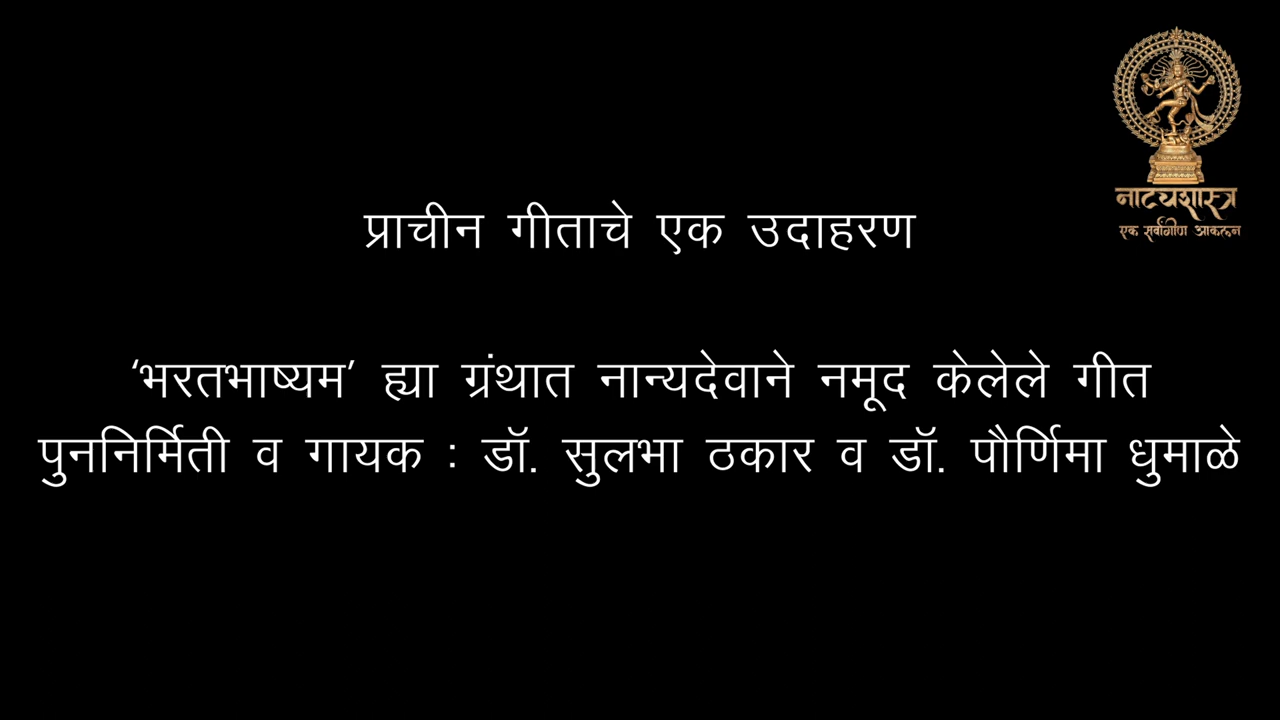 नाट्यशास्त्र
एक सर्वांगीण आकलन
प्राचीन गीताचे एक उदाहरण
‘भरतभाष्यम’ ह्या ग्रंथात नान्यदेवाने नमूद केलेले गीत
पुननिर्मिती व गायक : डॉ. सुलभा ठकार व डॉ. पौर्णिमा धुमाळे